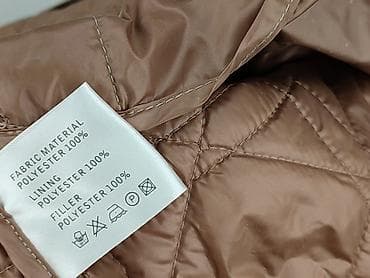 FABRIC MATERIAL
POLYESTER 100%
LINING
POLYESTER 100%
FILLER
POLYESTER 100%